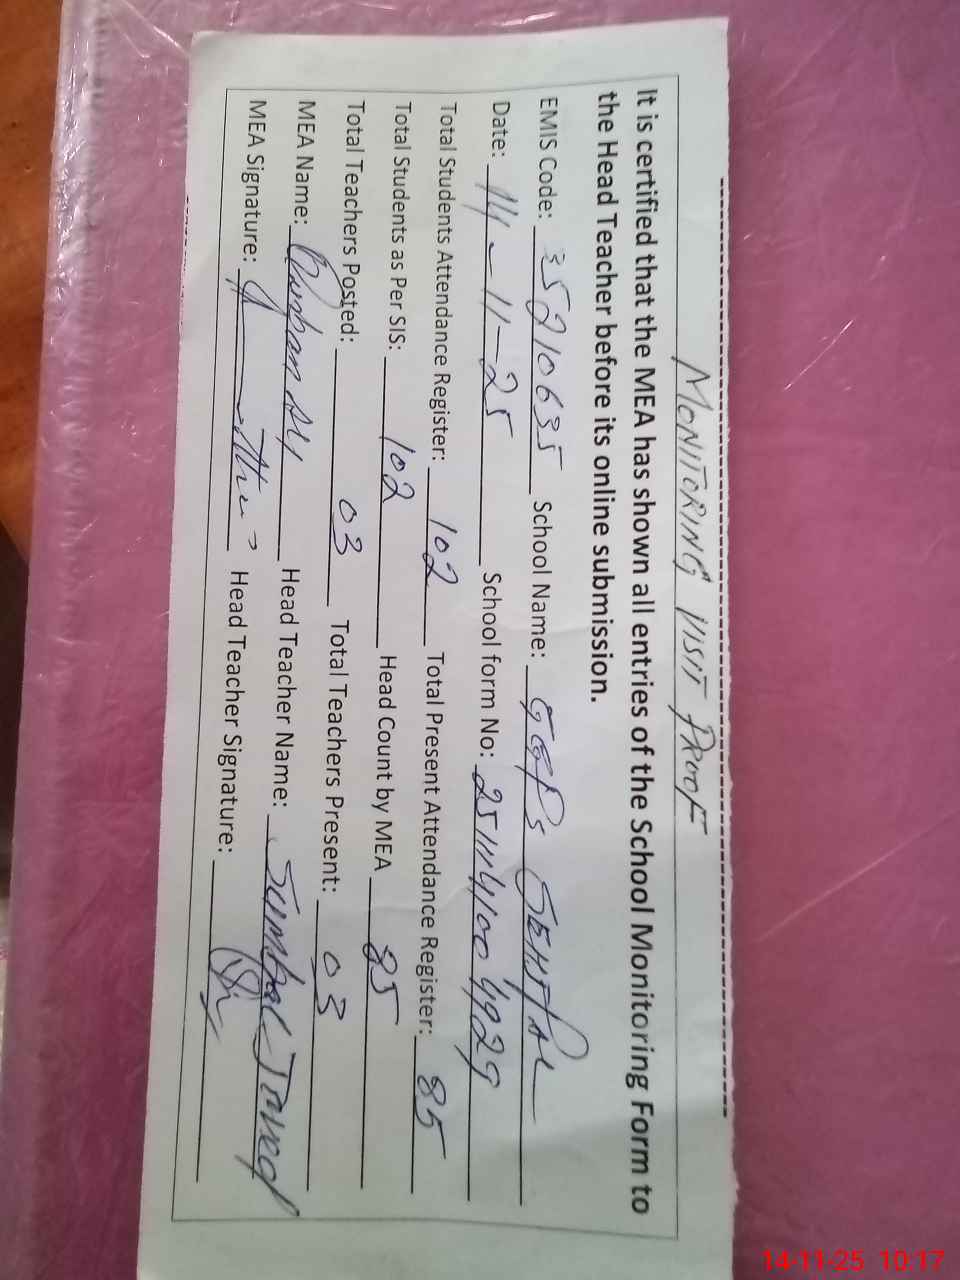 MONITORING VISIT PROOF
It is certified that the MEA has shown all entries of the School Monitoring Form to
the Head Teacher before its online submission.
EMIS Code: 35210635 School Name: GGPS
Date: 14-11-25 School form No: 2511141004929
Total Students Attendance Register: 102 Total Present Attendance Register: 85
Total Students as Per SIS: 102 Head Count by MEA 85
Total Teachers Posted: 03 Total Teachers Present: 03
MEA Name: Head Teacher Name: Sumbal Javed
MEA Signature: Head Teacher Signature:
14-11-25 10:17